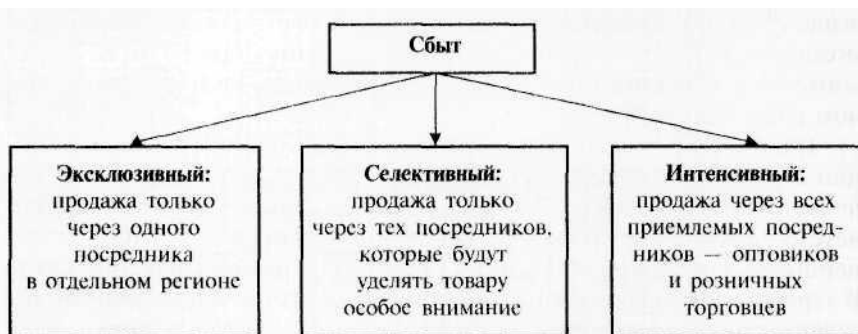 Сбыт
Эксклюзивный:
продажа только
через одного
посредника
в отдельном регионе
Селективный:
продажа только
через тех посредников,
которые будут
уделять товару
особое внимание
Интенсивный:
продажа через всех
приемлемых посред-
ников — оптовиков
и розничных
торговцев